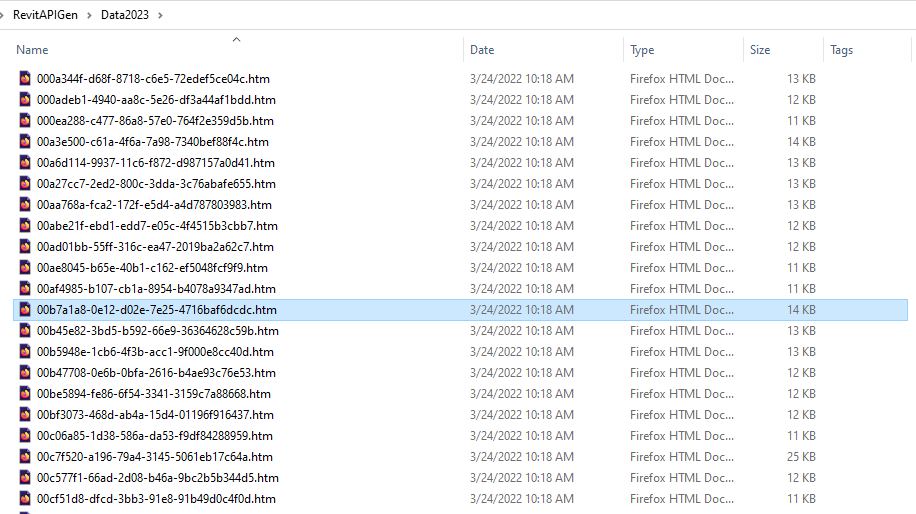 RevitAPIGen > Data2023 >
Name Date Type Size Tags
000a344f-d68f-8718-c6e5-72edef5ce04c.htm 3/24/2022 10:18 AM Firefox HTML Doc... 13 KB
000adeb1-4940-aa8c-5e26-df3a44af1bdd.htm 3/24/2022 10:18 AM Firefox HTML Doc... 12 KB
000ea288-c477-86a8-57e0-764f2e359d5b.htm 3/24/2022 10:18 AM Firefox HTML Doc... 11 KB
00a3e500-c61a-4f6a-7a98-7340bef88f4c.htm 3/24/2022 10:18 AM Firefox HTML Doc... 14 KB
00a6d114-9937-11c6-f872-d987157a0d41.htm 3/24/2022 10:18 AM Firefox HTML Doc... 13 KB
00a27cc7-2ed2-800c-3dda-3c76abafe655.htm 3/24/2022 10:18 AM Firefox HTML Doc... 13 KB
00aa768a-fca2-172f-e5d4-a4d787803983.htm 3/24/2022 10:18 AM Firefox HTML Doc... 13 KB
00abe21f-ebd1-edd7-e05c-4f4515b3cbb7.htm 3/24/2022 10:18 AM Firefox HTML Doc... 12 KB
00ad01bb-55ff-316c-ea47-2019ba2a62c7.htm 3/24/2022 10:18 AM Firefox HTML Doc... 12 KB
00ae8045-b65e-40b1-c162-ef5048fcf9f9.htm 3/24/2022 10:18 AM Firefox HTML Doc... 11 KB
00af4985-b107-cb1a-8954-b4078a9347ad.htm 3/24/2022 10:18 AM Firefox HTML Doc... 11 KB
00b7a1a8-0e12-d02e-7e25-4716baf6dcdc.htm 3/24/2022 10:18 AM Firefox HTML Doc... 14 KB
00b45e82-3bd5-b592-66e9-36364628c59b.htm 3/24/2022 10:18 AM Firefox HTML Doc... 13 KB
00b5948e-1cb6-4f3b-acc1-9f000e8cc40d.htm 3/24/2022 10:18 AM Firefox HTML Doc... 13 KB
00b47708-0e6b-0bfa-2616-b4ae93c76e53.htm 3/24/2022 10:18 AM Firefox HTML Doc... 12 KB
00be5894-fe86-6f54-3341-3159c7a88668.htm 3/24/2022 10:18 AM Firefox HTML Doc... 12 KB
00bf3073-468d-ab4a-15d4-01196f916437.htm 3/24/2022 10:18 AM Firefox HTML Doc... 12 KB
00c06a85-1d38-586a-da53-f9df84288959.htm 3/24/2022 10:18 AM Firefox HTML Doc... 11 KB
00c7f520-a196-79a4-3145-5061eb17c64a.htm 3/24/2022 10:18 AM Firefox HTML Doc... 25 KB
00c577f1-66ad-2d08-b46a-9bc2b5b344d5.htm 3/24/2022 10:18 AM Firefox HTML Doc... 12 KB
00cf51d8-dfcd-3bb3-91e8-91b49d0c4f0d.htm 3/24/2022 10:18 AM Firefox HTML Doc... 11 KB